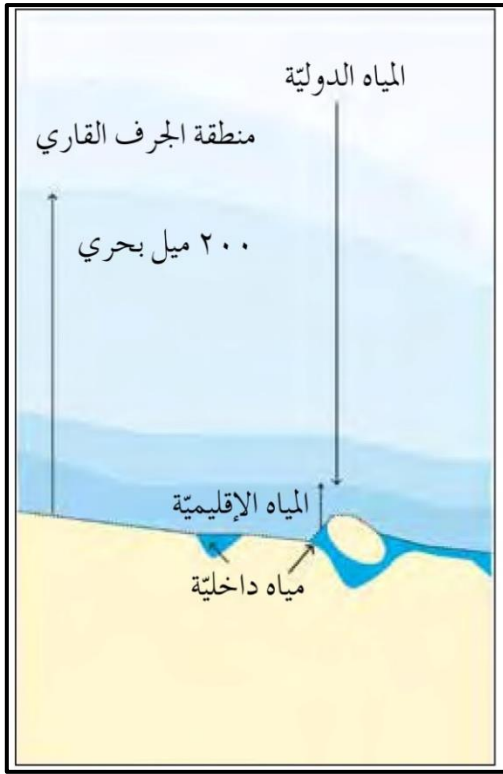 المياه الدوليّة
منطقة الجرف القاري
٢٠٠ ميل بحري
المياه الإقليميّة
مياه داخليّة